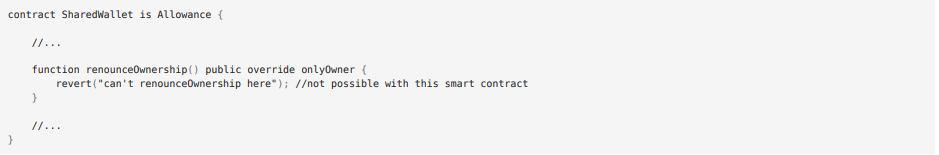 contract SharedWallet is Allowance {
//...
function renounceOwnership() public override onlyOwner {
revert("can't renounceOwnership here"); //not possible with this smart contract
}
//...
}